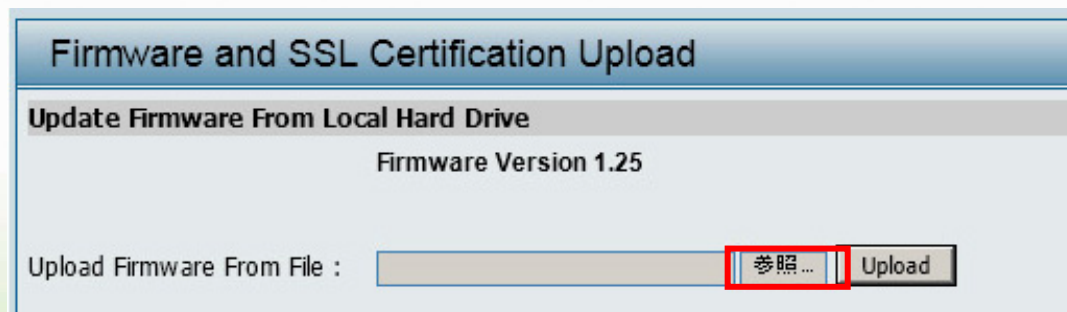 Firmware and SSL Certification Upload
Update Firmware From Local Hard Drive
Firmware Version 1.25
Upload Firmware From File : 参照... Upload